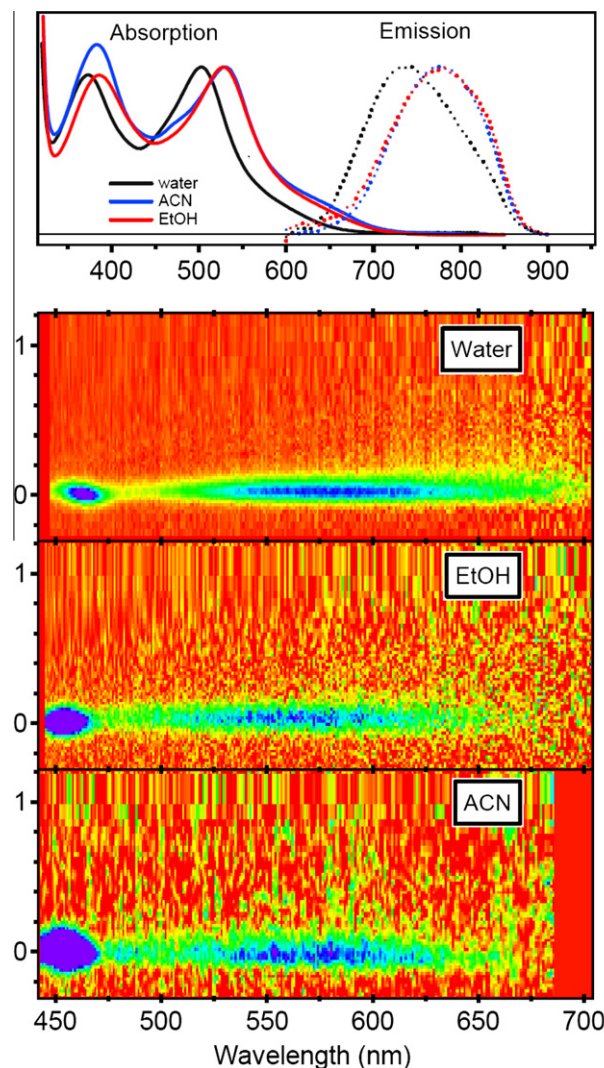 Absorption Emission
water
ACN
EtOH
400 500 600 700 800 900
Water
1
0
EtOH
1
0
ACN
1
0
450 500 550 600 650 700
Wavelength (nm)